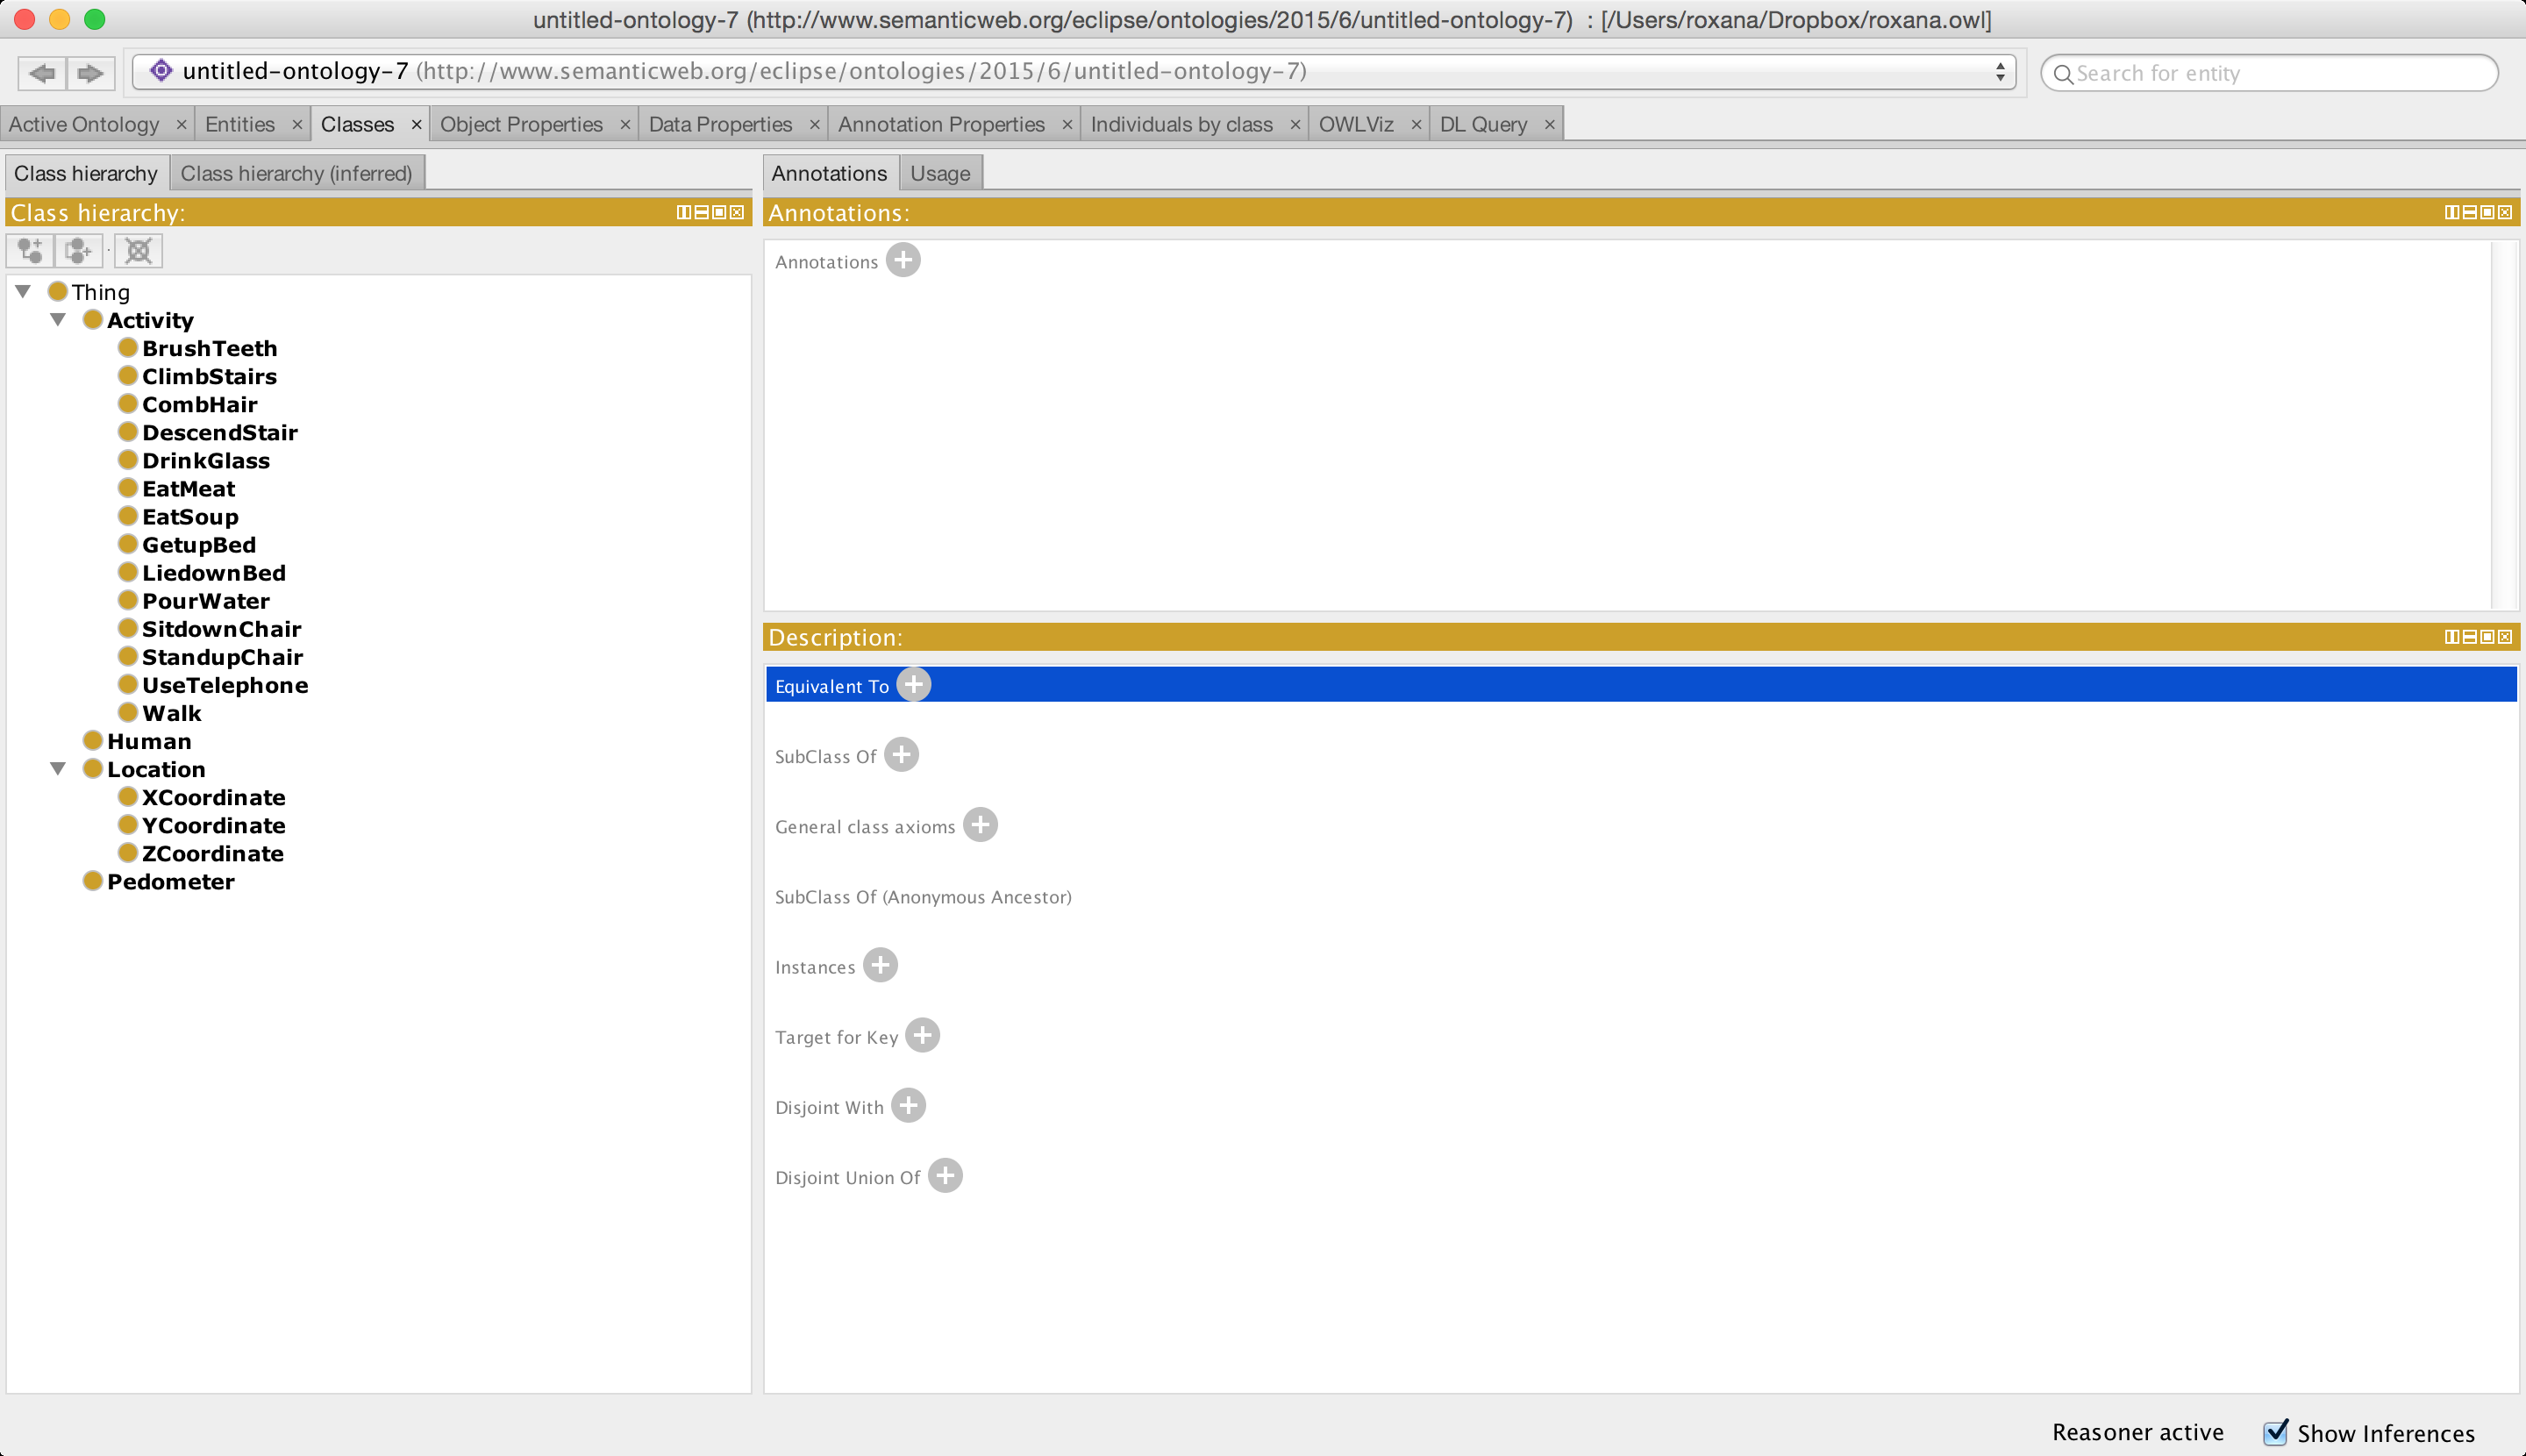 untitled-ontology-7 (http://www.semanticweb.org/eclipse/ontologies/2015/6/untitled-ontology-7)  : [/Users/roxana/Dropbox/roxana.owl]
untitled-ontology-7 (http://www.semanticweb.org/eclipse/ontologies/2015/6/untitled-ontology-7)
Search for entity
Active Ontology × Entities × Classes × Object Properties × Data Properties × Annotation Properties × Individuals by class × OWLViz × DL Query ×
Class hierarchy Class hierarchy (inferred)
Class hierarchy:
Thing
Activity
BrushTeeth
ClimbStairs
CombHair
DescendStair
DrinkGlass
EatMeat
EatSoup
GetupBed
LiedownBed
PourWater
SitdownChair
StandupChair
UseTelephone
Walk
Human
Location
XCoordinate
YCoordinate
ZCoordinate
Pedometer
Annotations Usage
Annotations:
Annotations
Description:
Equivalent To
SubClass Of
General class axioms
SubClass Of (Anonymous Ancestor)
Instances
Target for Key
Disjoint With
Disjoint Union Of
Reasoner active Show Inferences